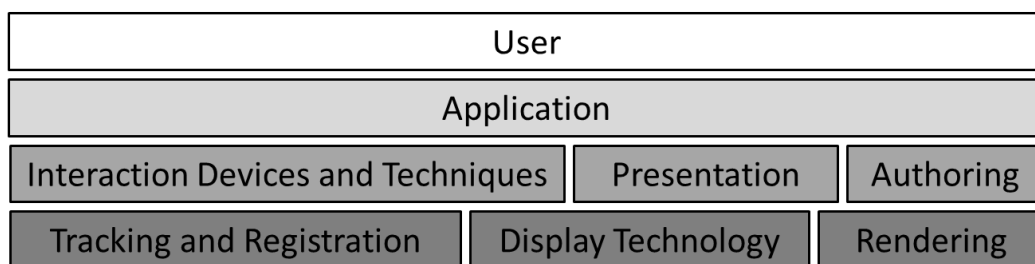 User
Application
Interaction Devices and Techniques Presentation Authoring
Tracking and Registration Display Technology Rendering